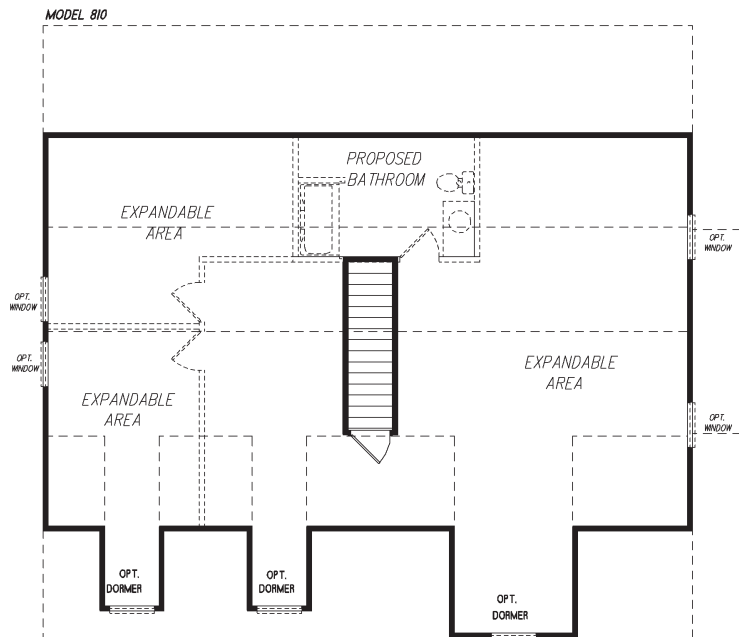 MODEL 810
PROPOSED
BATHROOM
EXPANDABLE
AREA
OPT.
WINDOW
OPT.
WINDOW
OPT.
WINDOW
EXPANDABLE
AREA
EXPANDABLE
AREA
OPT.
WINDOW
OPT.
DORMER
OPT.
DORMER
OPT.
DORMER